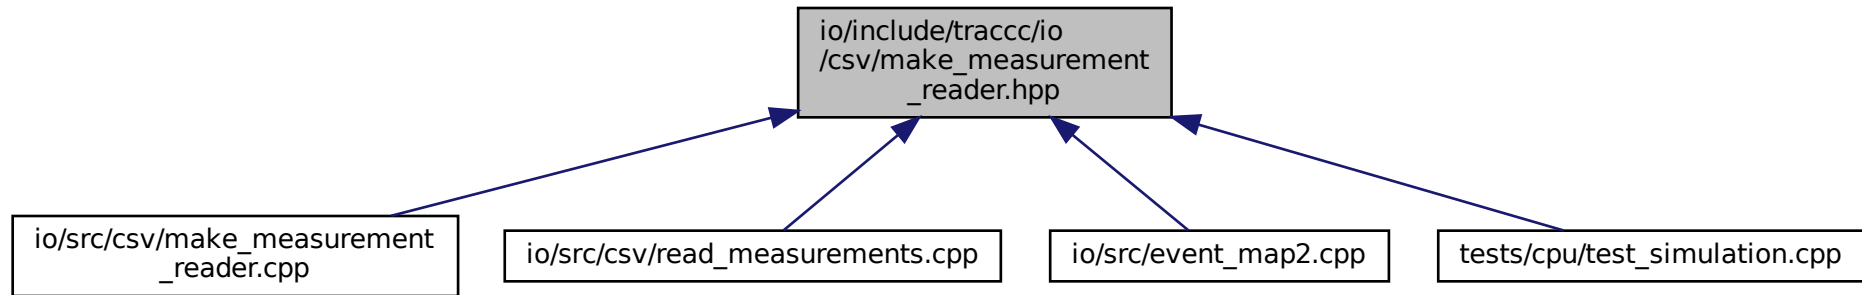 io/include/traccc/io
/csv/make_measurement
_reader.hpp
io/src/csv/make_measurement
_reader.cpp
io/src/csv/read_measurements.cpp
io/src/event_map2.cpp
tests/cpu/test_simulation.cpp